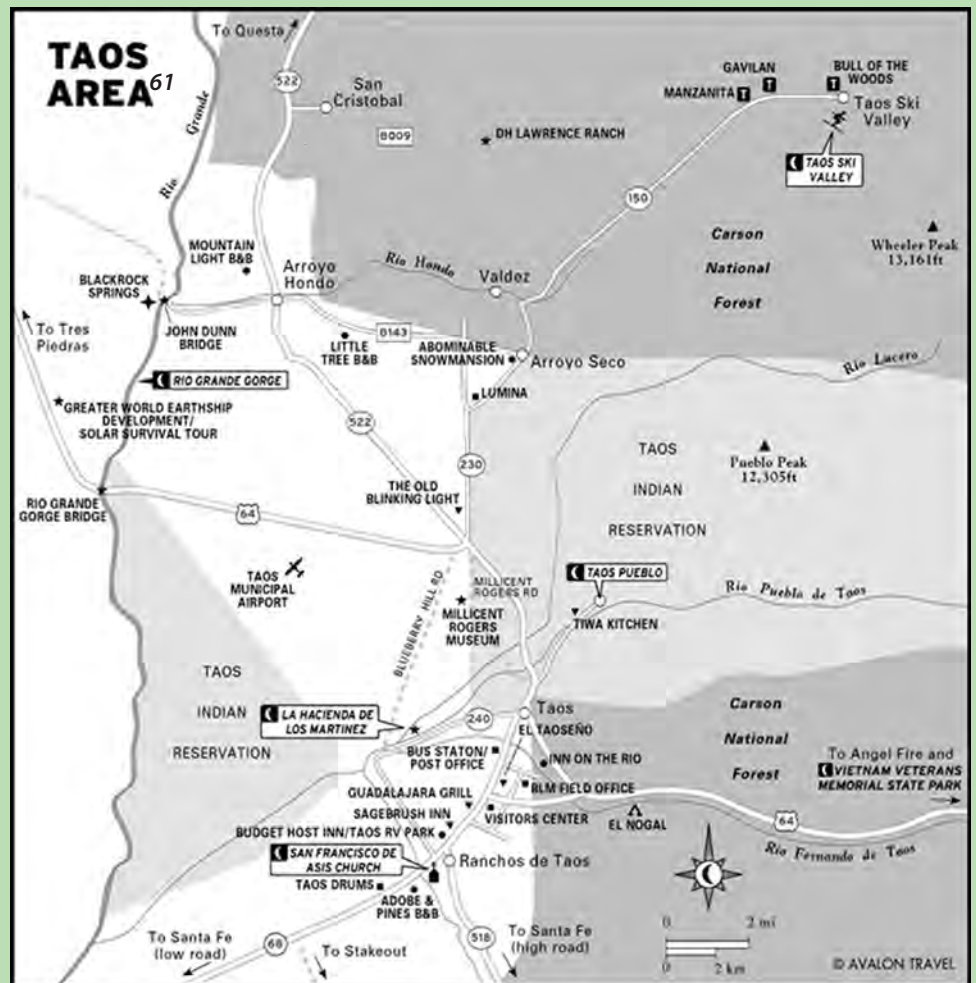 TAOS
AREA
61
To Questa
522
San
Cristobal
B009
DH LAWRENCE RANCH
GAVILAN
MANZANITA
BULL OF THE
WOODS
Taos Ski
Valley
TAOS SKI
VALLEY
150
Rio Grande
Carson
National
Forest
Wheeler Peak
13,161ft
MOUNTAIN
LIGHT B&B
Arroyo
Hondo
Rio Hondo
Valdez
BLACKROCK
SPRINGS
JOHN DUNN
BRIDGE
To Tres
Piedras
B143
LITTLE
TREE B&B
ABOMINABLE
SNOWMANSION
Arroyo Seco
Rio Lucero
RIO GRANDE GORGE
LUMINA
GREATER WORLD EARTHSHIP
DEVELOPMENT/
SOLAR SURVIVAL TOUR
522
230
TAOS
INDIAN
RESERVATION
Pueblo Peak
12,305ft
THE OLD
BLINKING LIGHT
RIO GRANDE
GORGE BRIDGE
64
TAOS
MUNICIPAL
AIRPORT
BLUEBERRY HILL RD
MILLICENT
ROGERS RD
MILLICENT
ROGERS
MUSEUM
TAOS PUEBLO
TIWA KITCHEN
Rio Pueblo de Taos
TAOS
INDIAN
RESERVATION
LA HACIENDA DE
LOS MARTINEZ
240
Taos
EL TAOSEÑO
Carson
National
Forest
BUS STATON/
POST OFFICE
INN ON THE RIO
To Angel Fire and
VIETNAM VETERANS
MEMORIAL STATE PARK
GUADALAJARA GRILL
BLM FIELD OFFICE
SAGEBRUSH INN
VISITORS CENTER
EL NOGAL
64
BUDGET HOST INN/TAOS RV PARK
Rio Fernando de Taos
SAN FRANCISCO DE
ASIS CHURCH
Ranchos de Taos
TAOS DRUMS
ADOBE &
PINES B&B
To Santa Fe
(low road)
68
To Stakeout
518
To Santa Fe
(high road)
0 2 mi
0 2 km
© AVALON TRAVEL